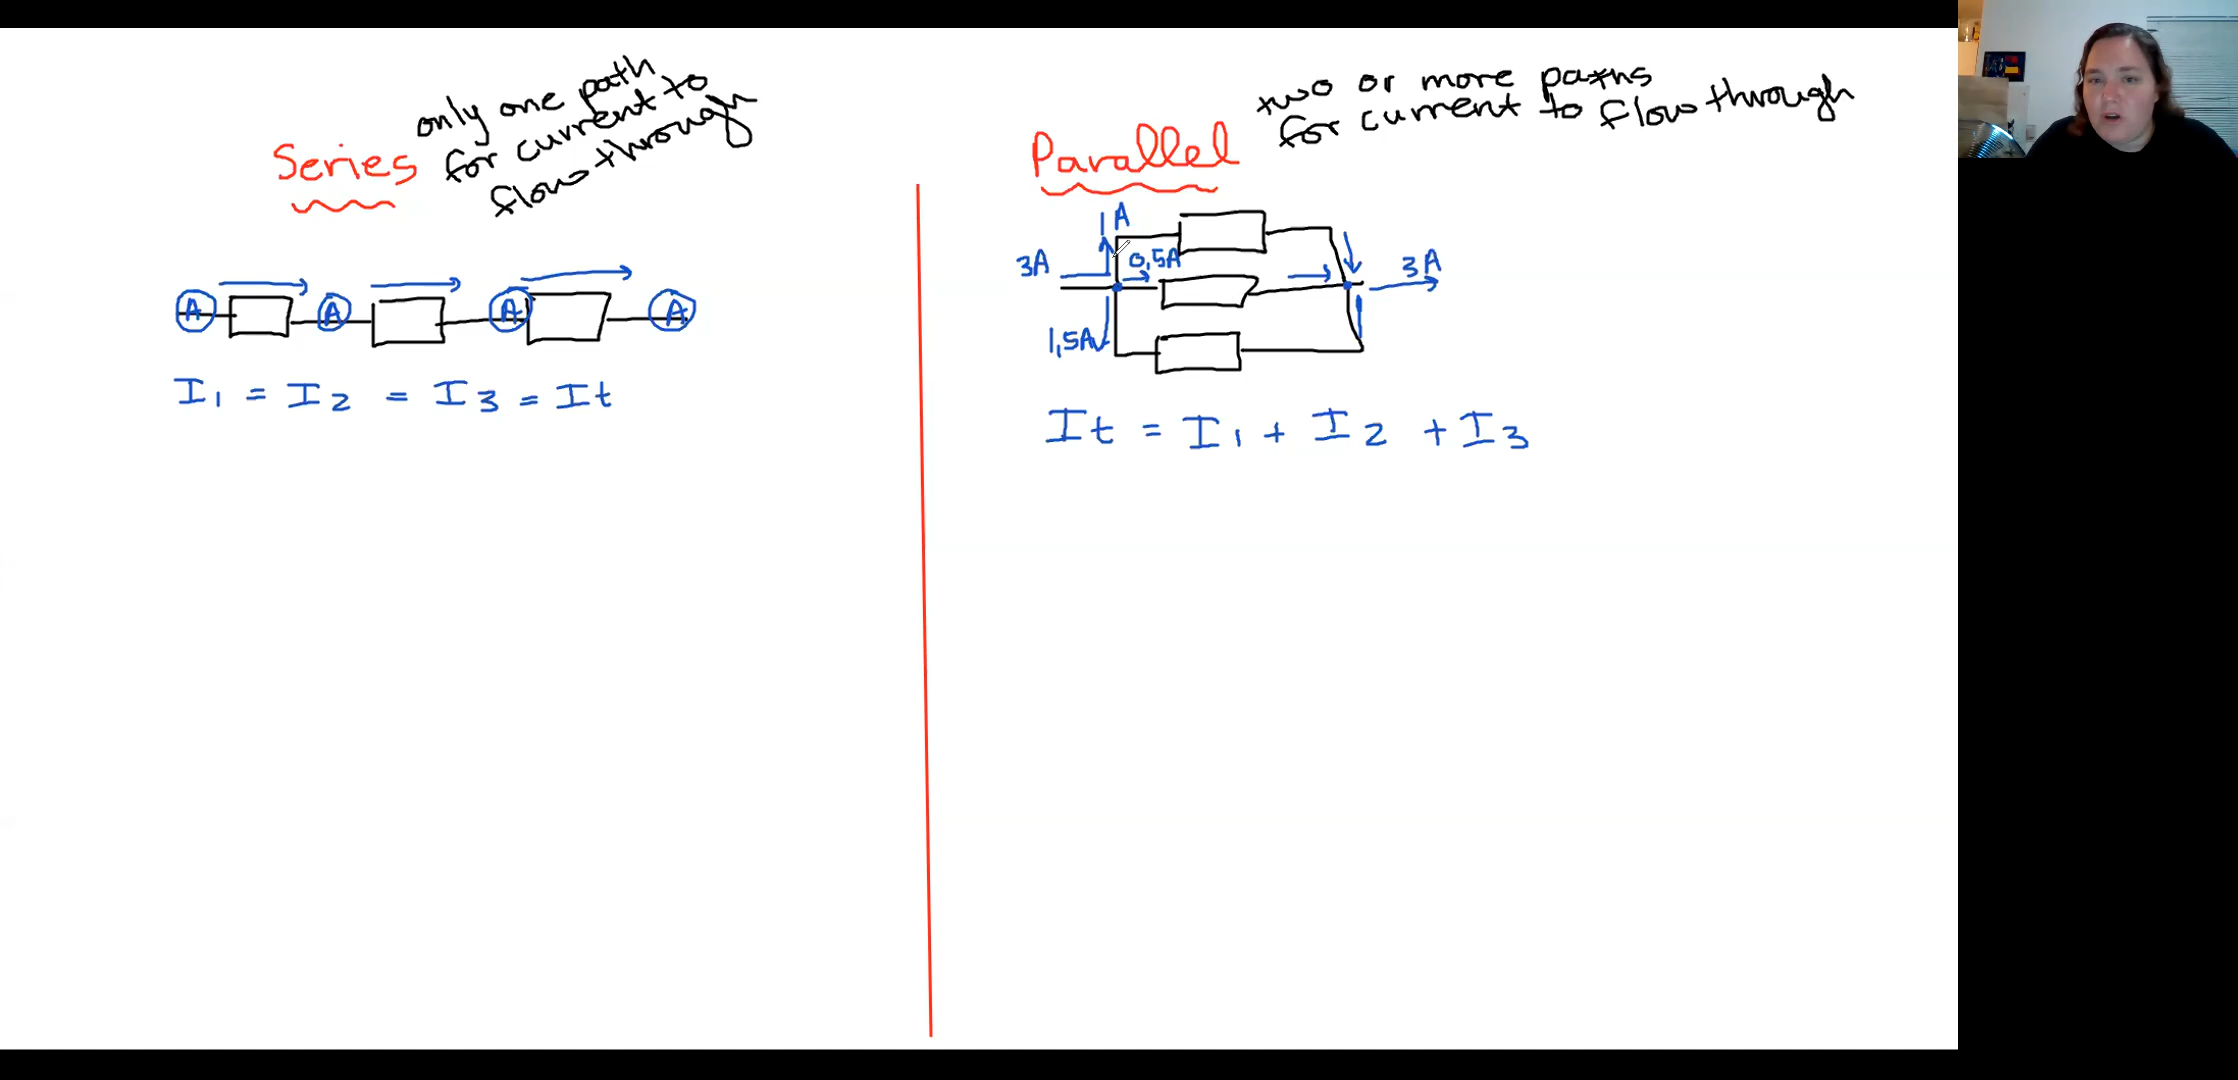 Series
only one path
for current to
flow through
A A A A
I1 = I2 = I3 = It
Parallel
two or more paths
for current to flow through
1A
3A 0,5A 3A
1,5A
It = I1 + I2 + I3